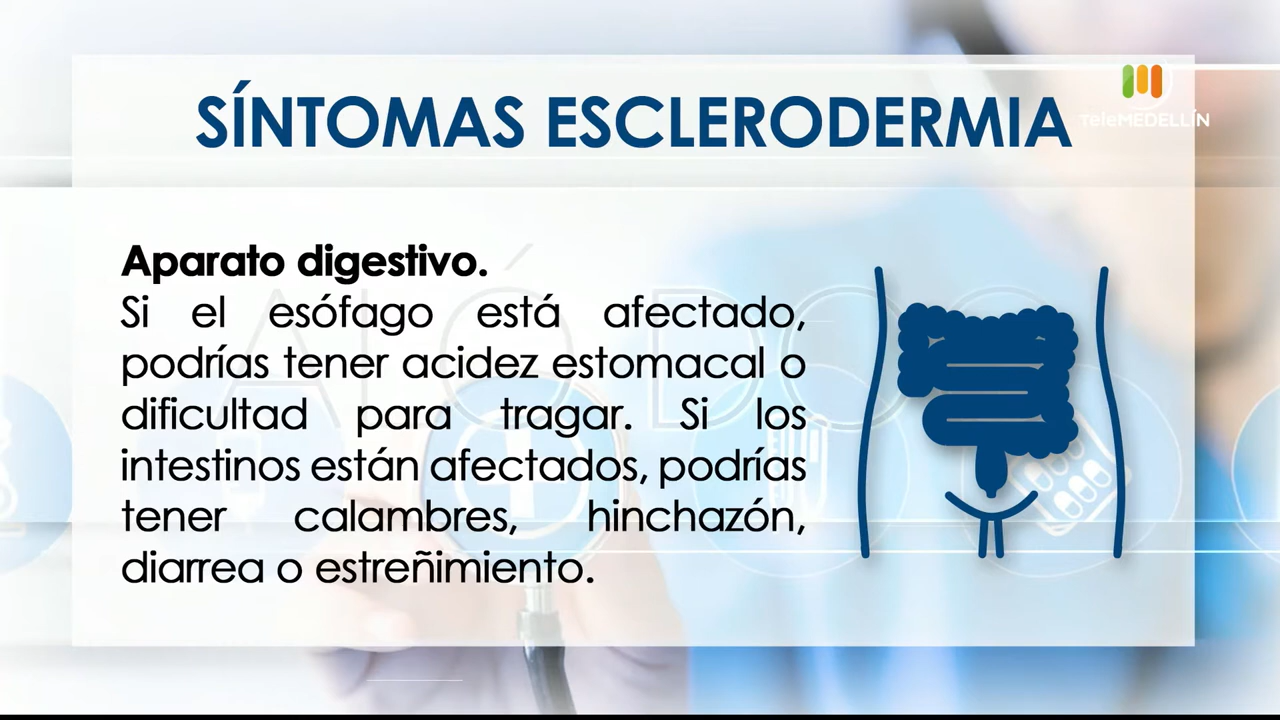 SÍNTOMAS ESCLERODERMIA
TeleMEDELLÍN
Aparato digestivo.
Si el esófago está afectado,
podrías tener acidez estomacal o
dificultad para tragar. Si los
intestinos están afectados, podrías
tener calambres, hinchazón,
diarrea o estreñimiento.